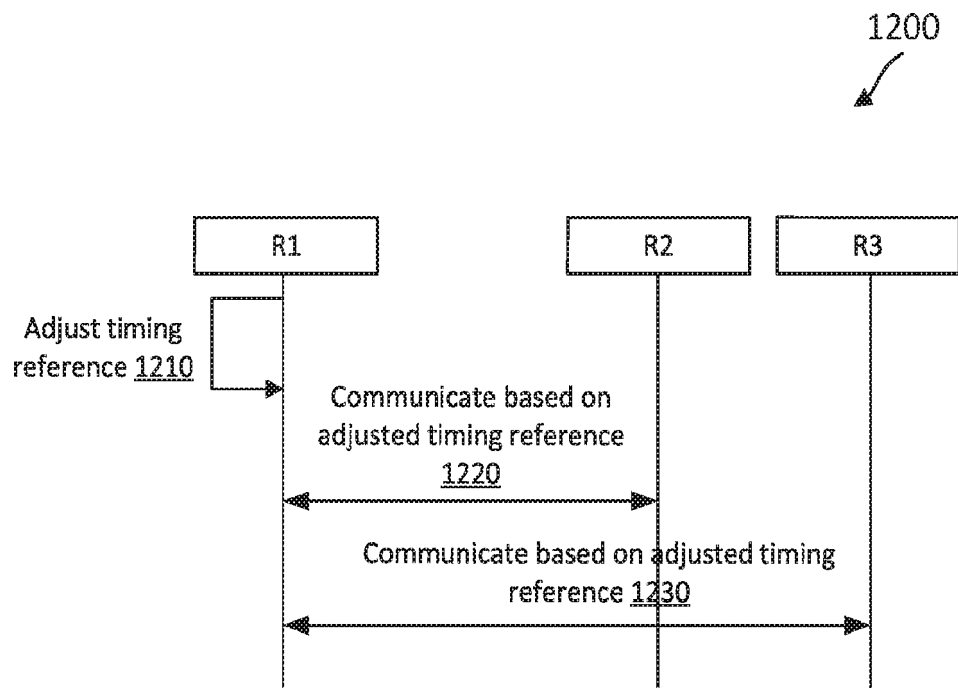 1200
R1
R2
R3
Adjust timing
reference 1210
Communicate based on
adjusted timing reference
1220
Communicate based on adjusted timing
reference 1230